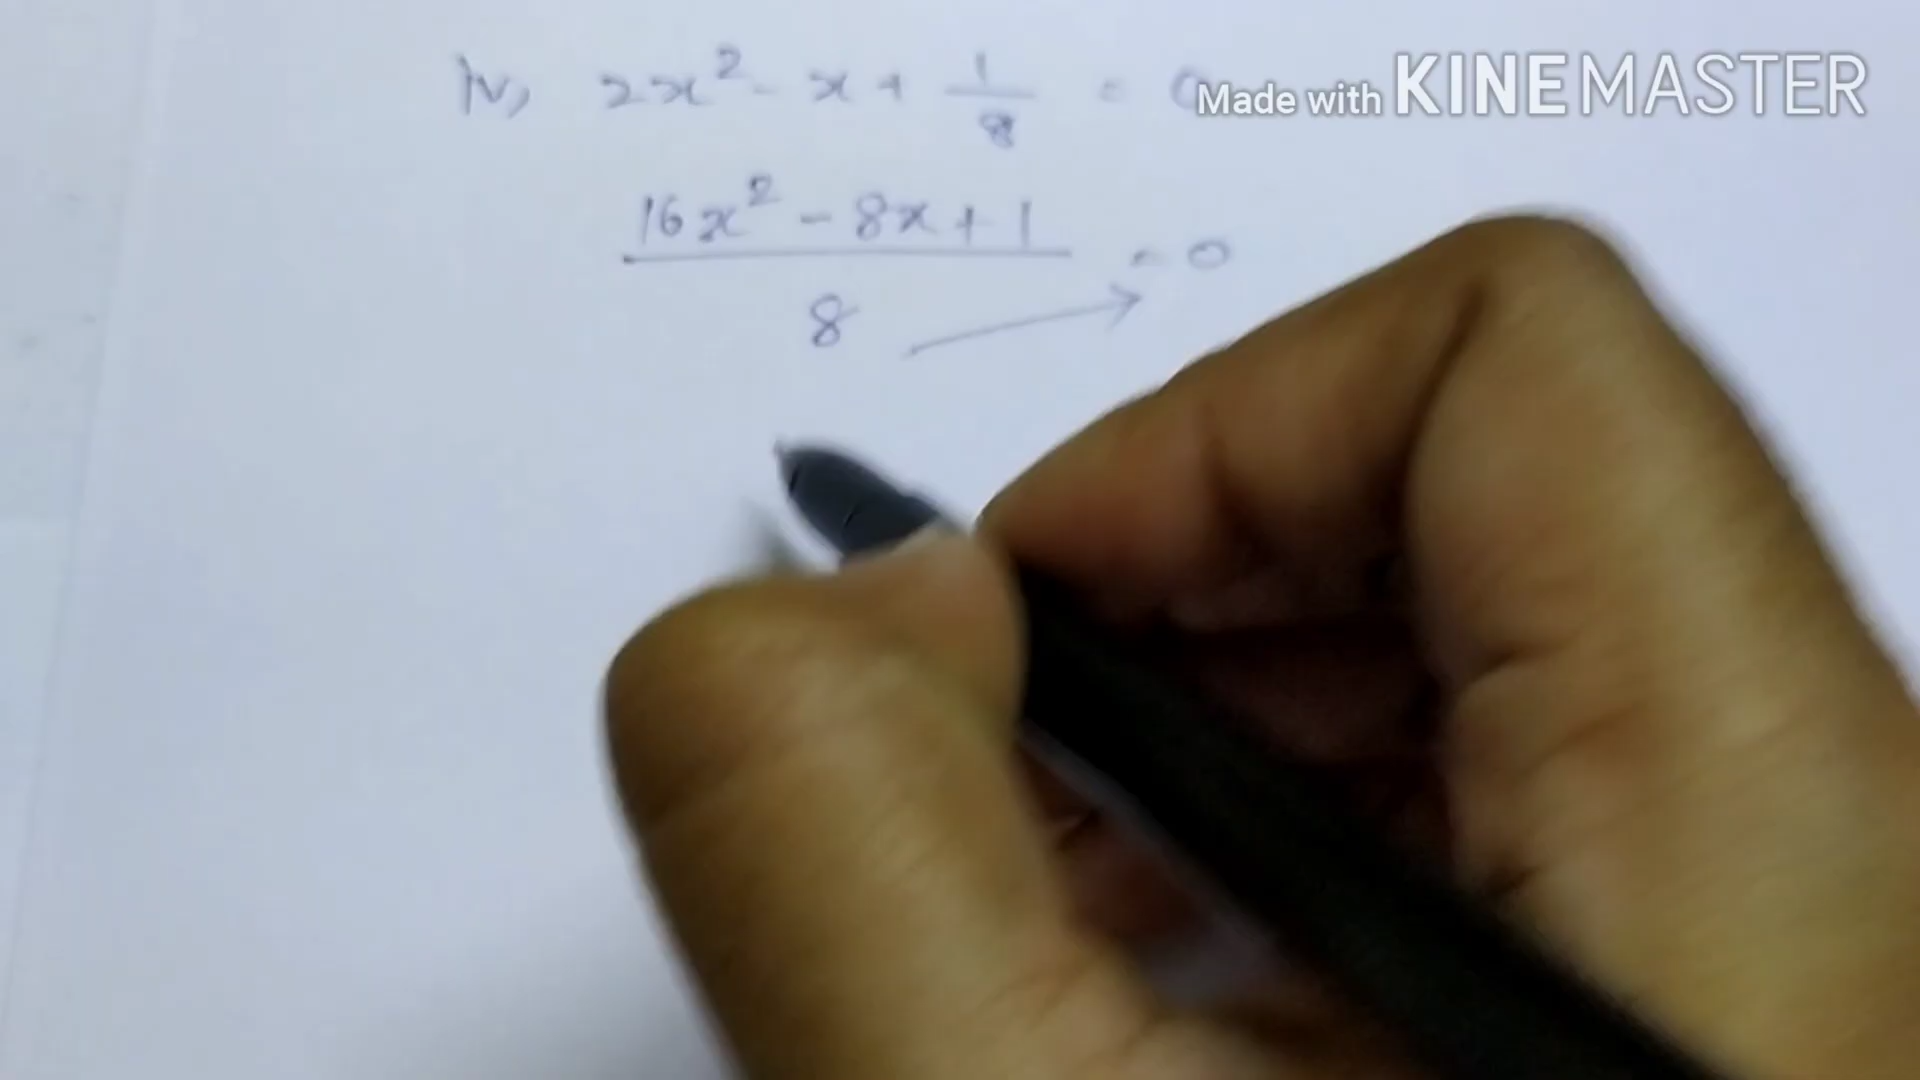 iv) 2x² - x + 1/8 = 0
Made with KINEMASTER
16x² - 8x + 1 / 8 = 0